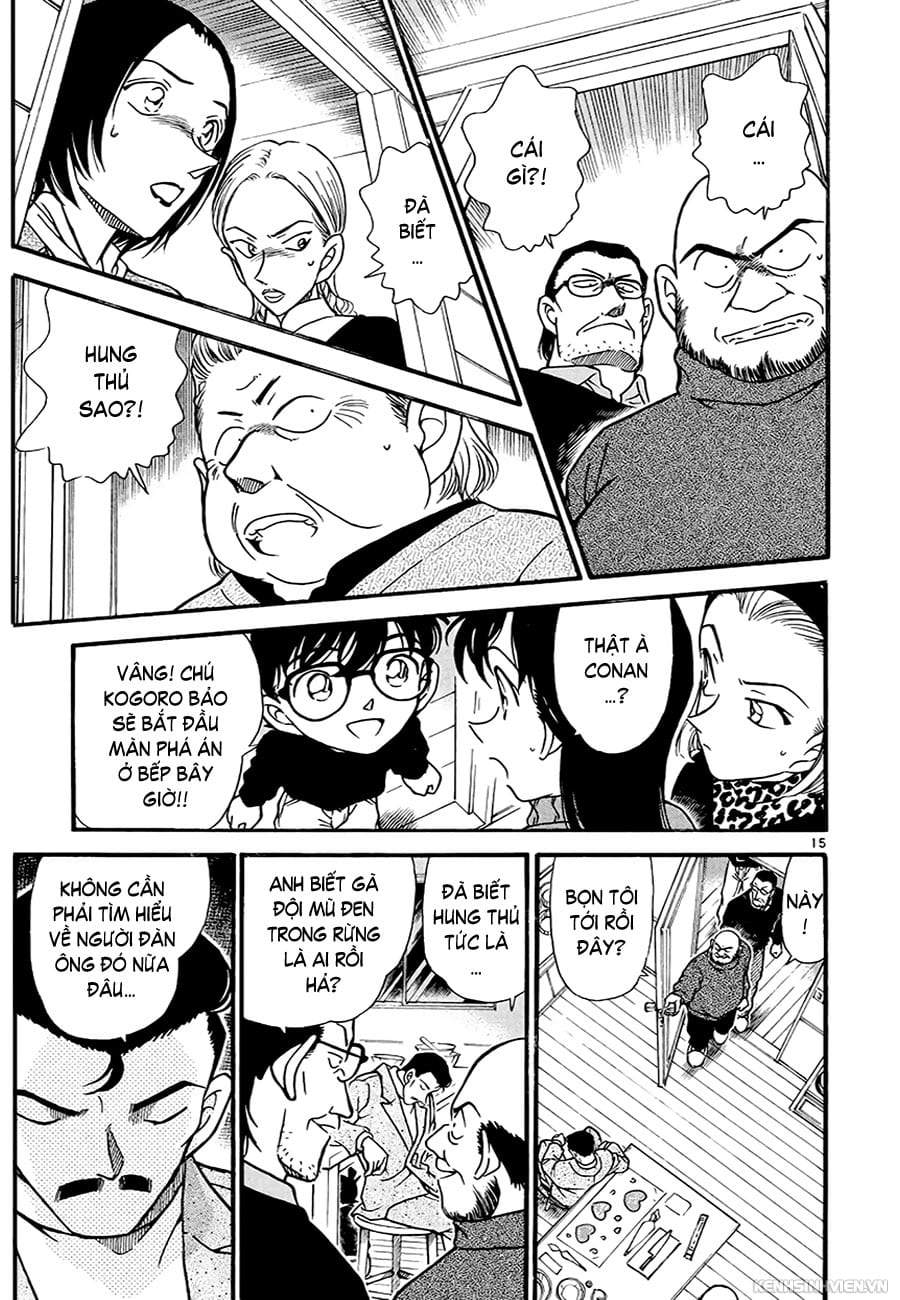 CÁI
...
CÁI
GÌ?!
ĐÀ
BIẾT
...
HUNG
THỦ
SAO?!
THẬT À
CONAN
...?
VÂNG! CHÚ
KOGORO BẢO
SẼ BẮT ĐẦU
MÀN PHÁ ÁN
Ở BẾP BÂY
GIỜ!!
15
NÀY
!
BỌN TÔI
TỚI RỒI
ĐÂY?
ĐÀ BIẾT
HUNG THỦ
TỨC LÀ
...
ANH BIẾT GÃ
ĐỘI MŨ ĐEN
TRONG RỪNG
LÀ AI RỒI
HẢ?
KHÔNG CẦN
PHẢI TÌM HIỂU
VỀ NGƯỜI ĐÀN
ÔNG ĐÓ NỮA
ĐÂU...
KENHSINHVIEN.VN